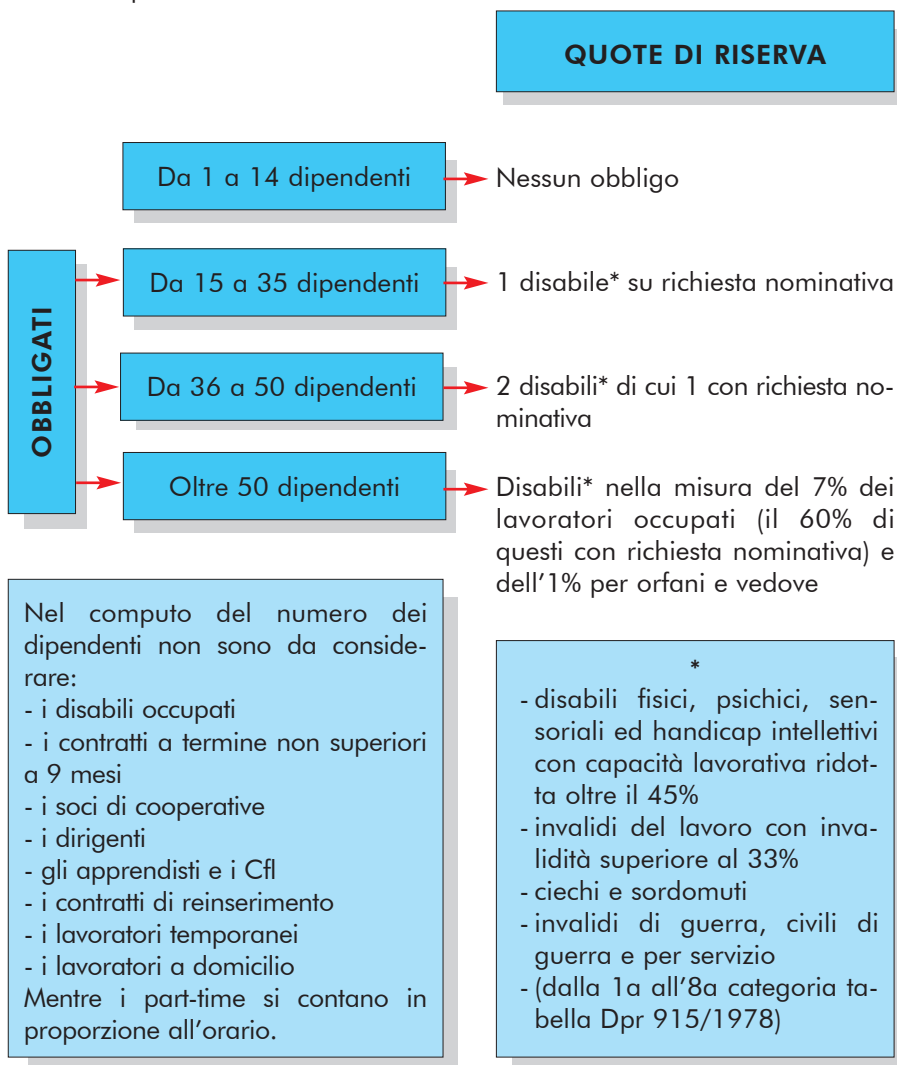 QUOTE DI RISERVA
Da 1 a 14 dipendenti
Nessun obbligo
OBBLIGATI
Da 15 a 35 dipendenti
1 disabile* su richiesta nominativa
Da 36 a 50 dipendenti
2 disabili* di cui 1 con richiesta no-
minativa
Oltre 50 dipendenti
Disabili* nella misura del 7% dei
lavoratori occupati (il 60% di
questi con richiesta nominativa) e
dell'1% per orfani e vedove
Nel computo del numero dei
dipendenti non sono da conside-
rare:
- i disabili occupati
- i contratti a termine non superiori
a 9 mesi
- i soci di cooperative
- i dirigenti
- gli apprendisti e i Cfl
- i contratti di reinserimento
- i lavoratori temporanei
- i lavoratori a domicilio
Mentre i part-time si contano in
proporzione all'orario.
*
- disabili fisici, psichici, sen-
soriali ed handicap intellettivi
con capacità lavorativa ridot-
ta oltre il 45%
- invalidi del lavoro con inva-
lidità superiore al 33%
- ciechi e sordomuti
- invalidi di guerra, civili di
guerra e per servizio
- (dalla 1a all'8a categoria ta-
bella Dpr 915/1978)